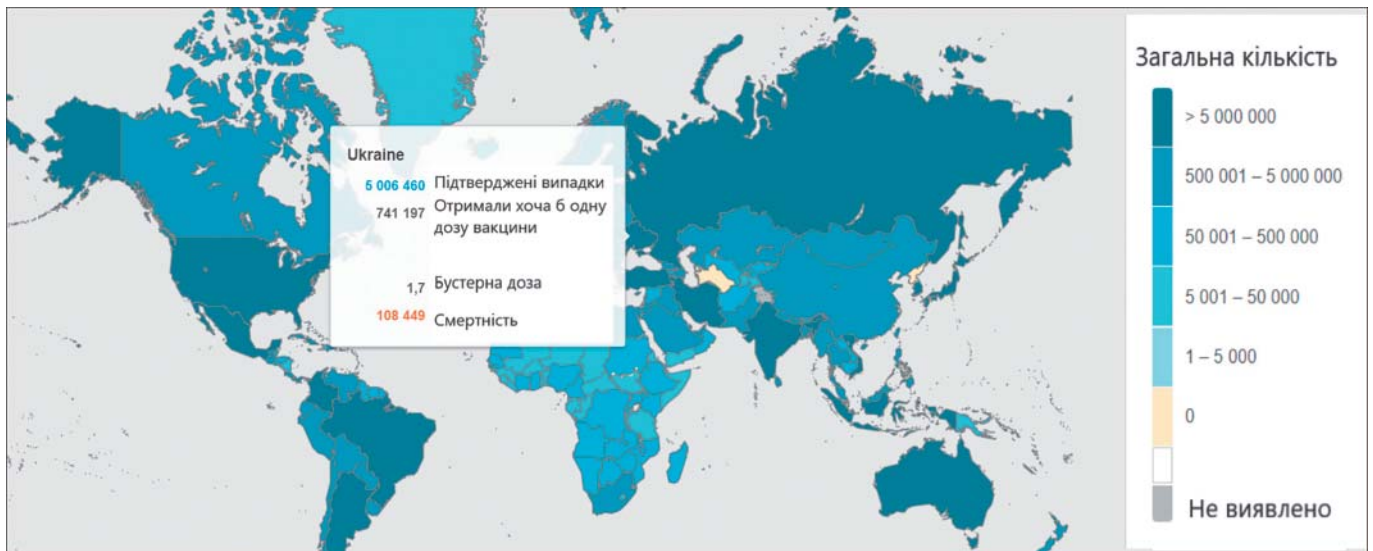 Ukraine
5 006 460 Підтверджені випадки
741 197 Отримали хоча б одну
дозу вакцини
1,7 Бустерна доза
108 449 Смертність
Загальна кількість
> 5 000 000
500 001 – 5 000 000
50 001 – 500 000
5 001 – 50 000
1 – 5 000
0
Не виявлено